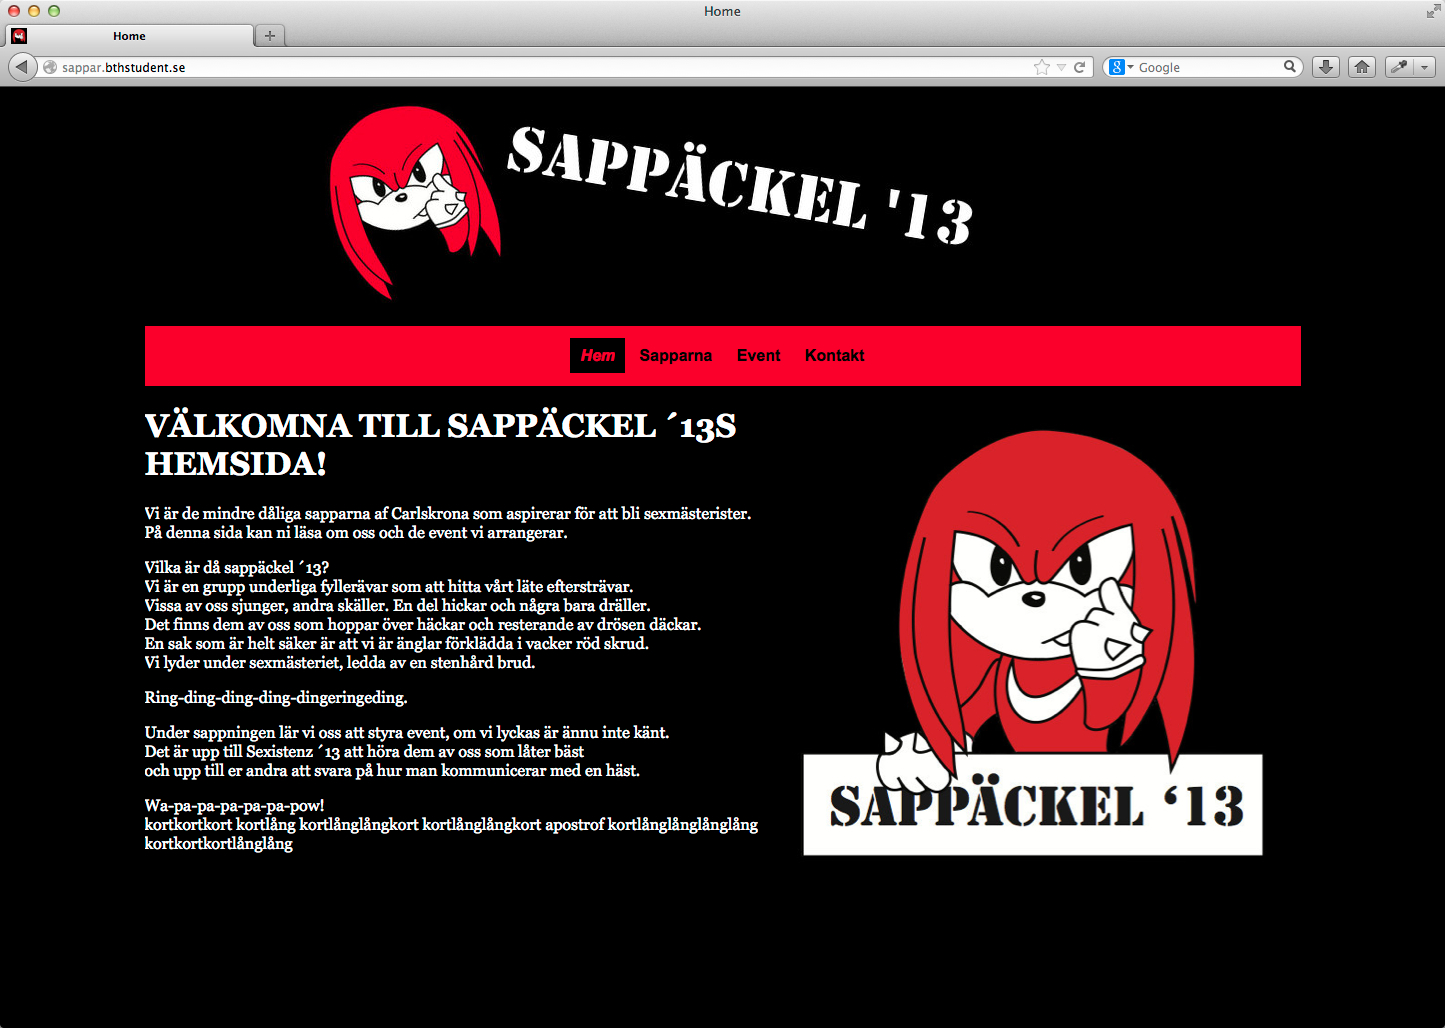 Home
Home
sappar.bthstudent.se
Google
SAPPÄCKEL '13
Hem Sapparna Event Kontakt
VÄLKOMNA TILL SAPPÄCKEL ´13S
HEMSIDA!
Vi är de mindre dåliga sapparna af Carlskrona som aspirerar för att bli sexmästerister.
På denna sida kan ni läsa om oss och de event vi arrangerar.
Vilka är då sappäckel ´13?
Vi är en grupp underliga fyllerävar som att hitta vårt läte eftersträvar.
Vissa av oss sjunger, andra skäller. En del hickar och några bara dräller.
Det finns dem av oss som hoppar över häckar och resterande av drösen däckar.
En sak som är helt säker är att vi är änglar förklädda i vacker röd skrud.
Vi lyder under sexmästeriet, ledda av en stenhård brud.
Ring-ding-ding-ding-dingeringeding.
Under sappningen lär vi oss att styra event, om vi lyckas är ännu inte känt.
Det är upp till Sexistenz ´13 att höra dem av oss som låter bäst
och upp till er andra att svara på hur man kommunicerar med en häst.
Wa-pa-pa-pa-pa-pa-pow!
kortkortkort kortlång kortlånglångkort kortlånglångkort apostrof kortlånglånglånglång
kortkortkortlånglång
SAPPÄCKEL ‘13